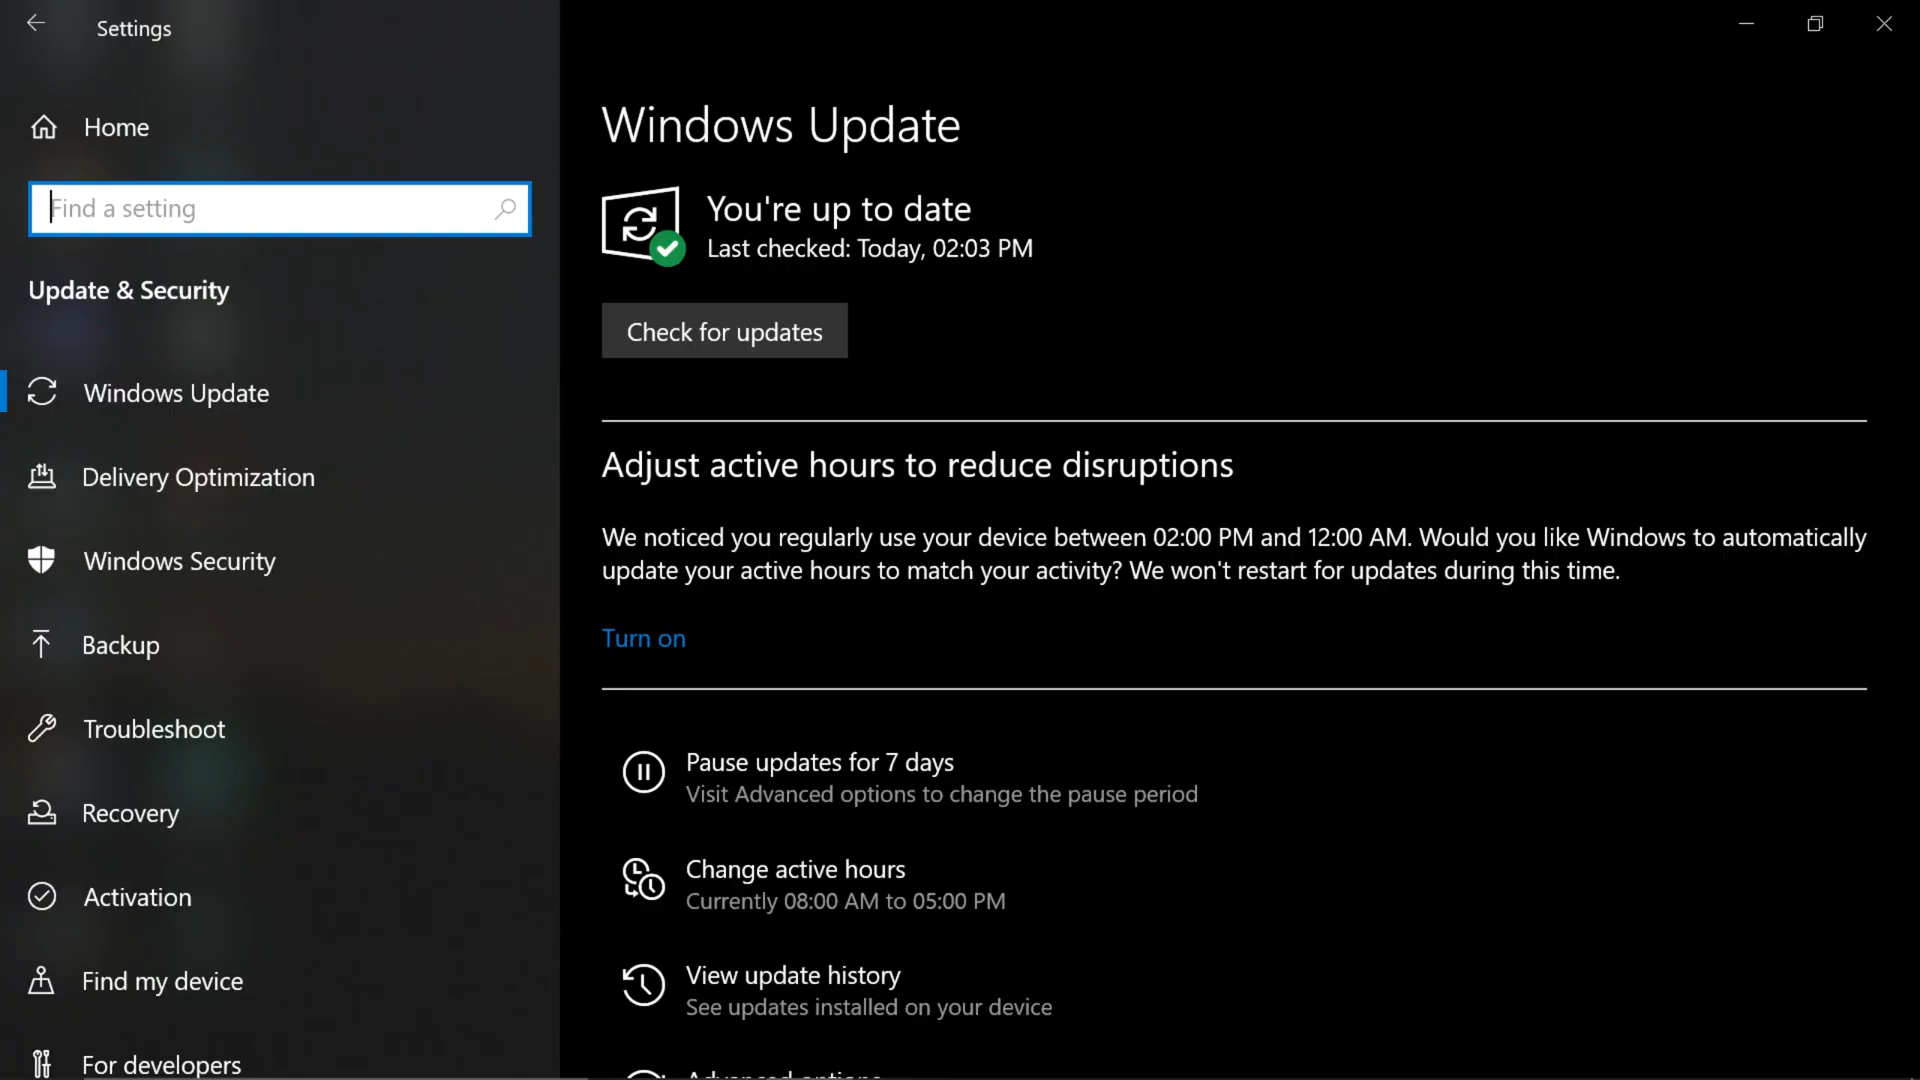 Settings
Home
Find a setting
Update & Security
Windows Update
Delivery Optimization
Windows Security
Backup
Troubleshoot
Recovery
Activation
Find my device
For developers
Windows Update
You're up to date
Last checked: Today, 02:03 PM
Check for updates
Adjust active hours to reduce disruptions
We noticed you regularly use your device between 02:00 PM and 12:00 AM. Would you like Windows to automatically
update your active hours to match your activity? We won't restart for updates during this time.
Turn on
Pause updates for 7 days
Visit Advanced options to change the pause period
Change active hours
Currently 08:00 AM to 05:00 PM
View update history
See updates installed on your device
Advanced options